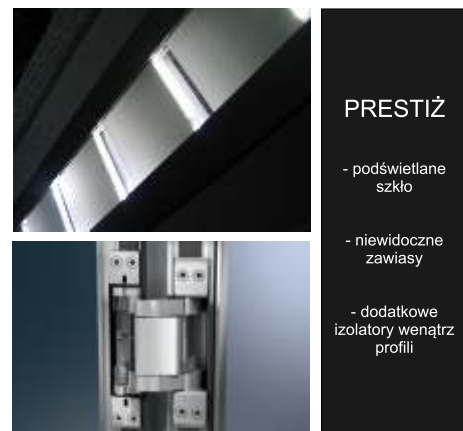 PRESTIŻ
- podświetlane
szkło
- niewidoczne
zawiasy
- dodatkowe
izolatory wenątrz
profili